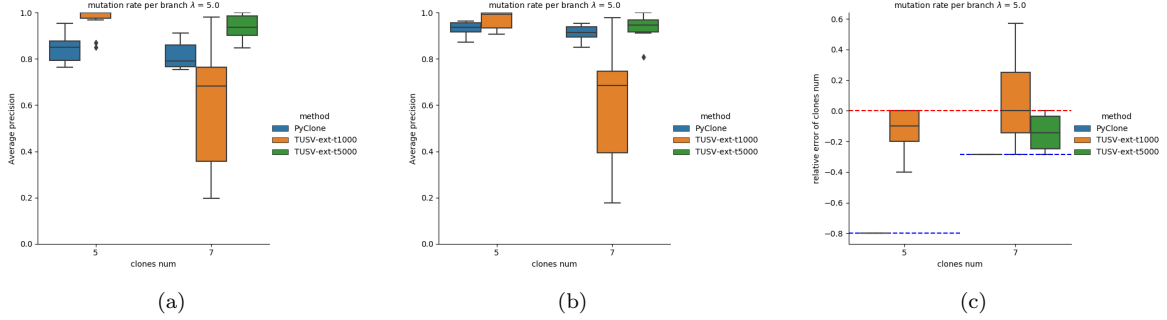 mutation rate per branch λ = 5.0
1.0
0.8
0.6
0.4
0.2
0.0
Average precision
5
7
clones num
method
PyClone
TUSV-ext-t1000
TUSV-ext-t5000
(a)
mutation rate per branch λ = 5.0
1.0
0.8
0.6
0.4
0.2
0.0
Average precision
5
7
clones num
method
PyClone
TUSV-ext-t1000
TUSV-ext-t5000
(b)
mutation rate per branch λ = 5.0
0.6
0.4
0.2
0.0
−0.2
−0.4
−0.6
−0.8
relative error of clones num
5
7
clones num
method
PyClone
TUSV-ext-t1000
TUSV-ext-t5000
(c)